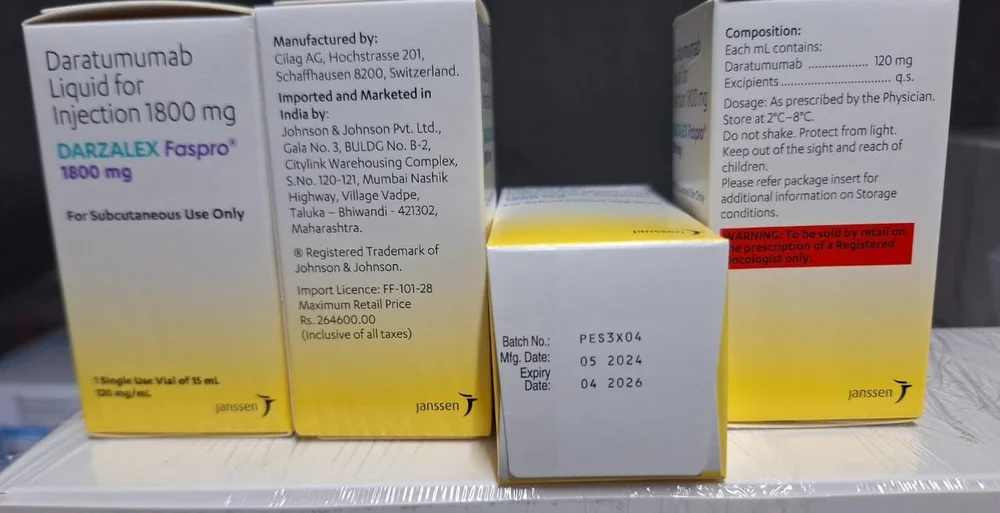 Daratumumab
Liquid for
Injection 1800 mg
DARZALEX Faspro®
1800 mg
For Subcutaneous Use Only
1 Single Use Vial of 15 mL
120 mg/mL
janssen
Manufactured by:
Cilag AG, Hochstrasse 201,
Schaffhausen 8200, Switzerland.
Imported and Marketed in
India by:
Johnson & Johnson Pvt. Ltd.,
Gala No. 3, BULDG No. B-2,
Citylink Warehousing Complex,
S.No. 120-121, Mumbai Nashik
Highway, Village Vadpe,
Taluka – Bhiwandi - 421302,
Maharashtra.
® Registered Trademark of
Johnson & Johnson.
Import Licence: FF-101-28
Maximum Retail Price
Rs. 264600.00
(Inclusive of all taxes)
janssen
janssen
Batch No.: PES3X04
Mfg. Date: 05 2024
Expiry
Date: 04 2026
Faspro®
Composition:
Each mL contains:
Daratumumab .................. 120 mg
Excipients ............................. q.s.
Dosage: As prescribed by the Physician.
Store at 2°C–8°C.
Do not shake. Protect from light.
Keep out of the sight and reach of
children.
Please refer package insert for
additional information on Storage
conditions.
WARNING: To be sold by retail on
the prescription of a Registered
Oncologist only.
janssen